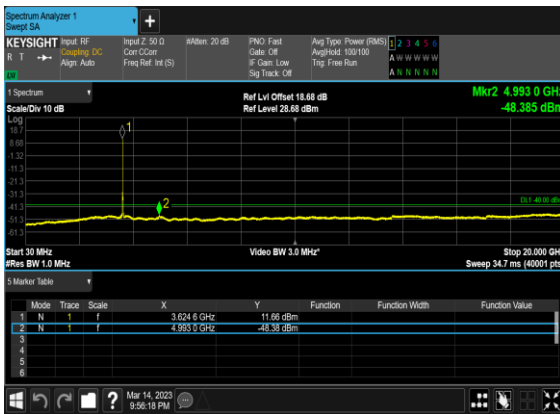 Spectrum Analyzer 1
Swept SA
+
KEYSIGHT Input: RF Input Z: 50 Ω #Atten: 20 dB PNO: Fast Avg Type: Power (RMS) 1 2 3 4 5 6
R T Coupling: DC Corr CCorr Gate: Off Avg|Hold: 100/100 A W W W W W
Align: Auto Freq Ref: Int (S) IF Gain: Low Trig: Free Run
Sig Track: Off A N N N N N
1 Spectrum Ref Lvl Offset 18.68 dB Mkr2 4.993 0 GHz
Scale/Div 10 dB Ref Level 28.68 dBm -48.385 dBm
Log
18.7
8.68
-1.32
-11.3
-21.3
-31.3
-41.3
-51.3
-61.3
1
2
DL1 -40.00 dBm
Start 30 MHz Video BW 3.0 MHz* Stop 20.000 GHz
#Res BW 1.0 MHz Sweep 34.7 ms (40001 pts
5 Marker Table
Mode Trace Scale X Y Function Function Width Function Value
1 N 1 f 3.624 6 GHz 11.66 dBm
2 N 1 f 4.993 0 GHz -48.38 dBm
3
4
5
6
? Mar 14, 2023
9:56:18 PM